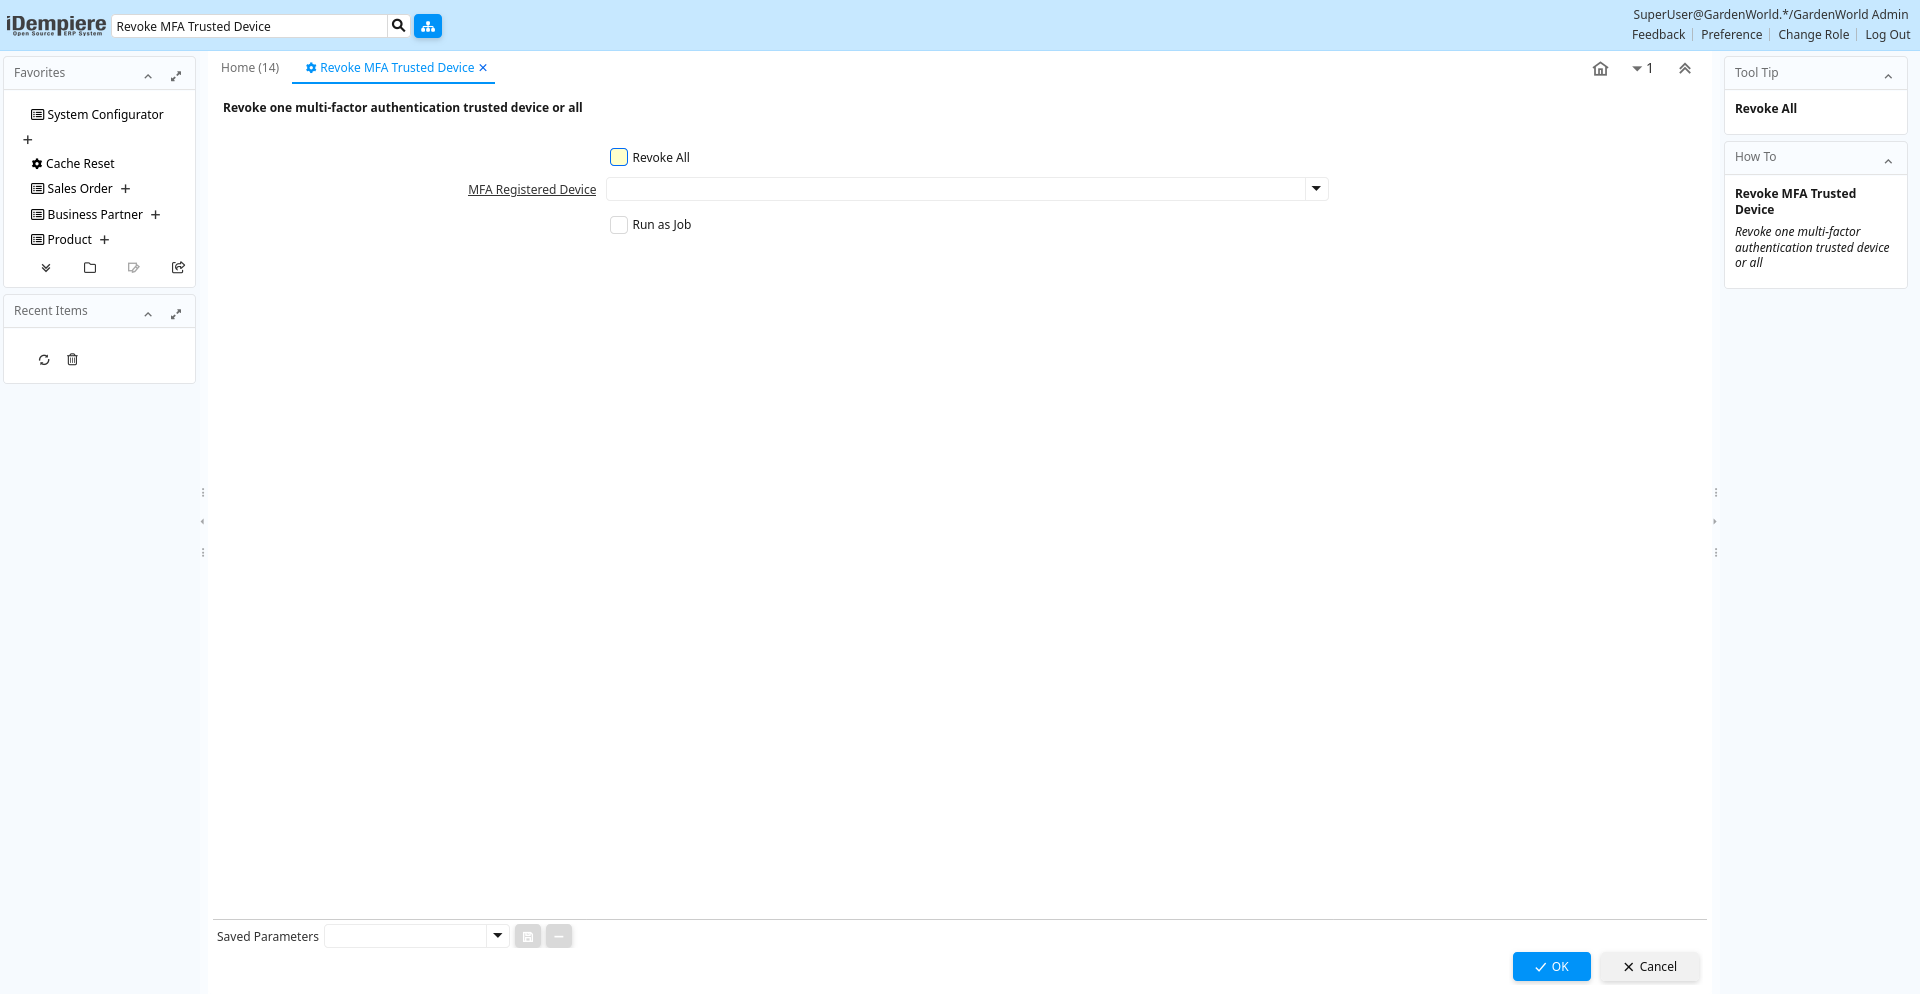 iDempiere
Open Source ERP System
Revoke MFA Trusted Device
SuperUser@GardenWorld.*/GardenWorld Admin
Feedback
Preference
Change Role
Log Out
Favorites
System Configurator
Cache Reset
Sales Order
Business Partner
Product
Recent Items
Home (14)
Revoke MFA Trusted Device
1
Revoke one multi-factor authentication trusted device or all
Revoke All
MFA Registered Device
Run as Job
Saved Parameters
OK
Cancel
Tool Tip
Revoke All
How To
Revoke MFA Trusted
Device
Revoke one multi-factor
authentication trusted device
or all